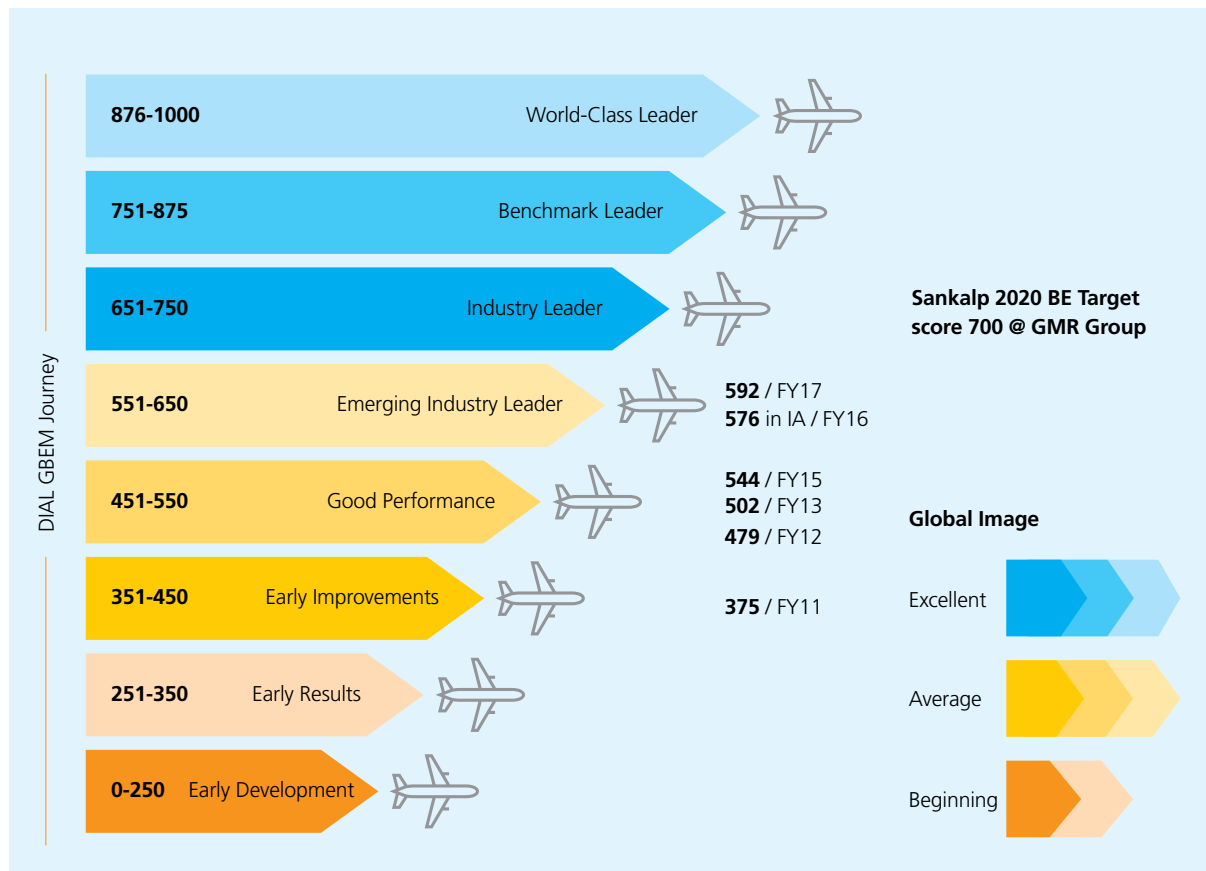 876-1000 World-Class Leader
751-875 Benchmark Leader
651-750 Industry Leader
Sankalp 2020 BE Target
score 700 @ GMR Group
551-650 Emerging Industry Leader
592 / FY17
576 in IA / FY16
DIAL GBEM Journey
451-550 Good Performance
544 / FY15
502 / FY13
479 / FY12
351-450 Early Improvements
375 / FY11
251-350 Early Results
0-250 Early Development
Global Image
Excellent
Average
Beginning